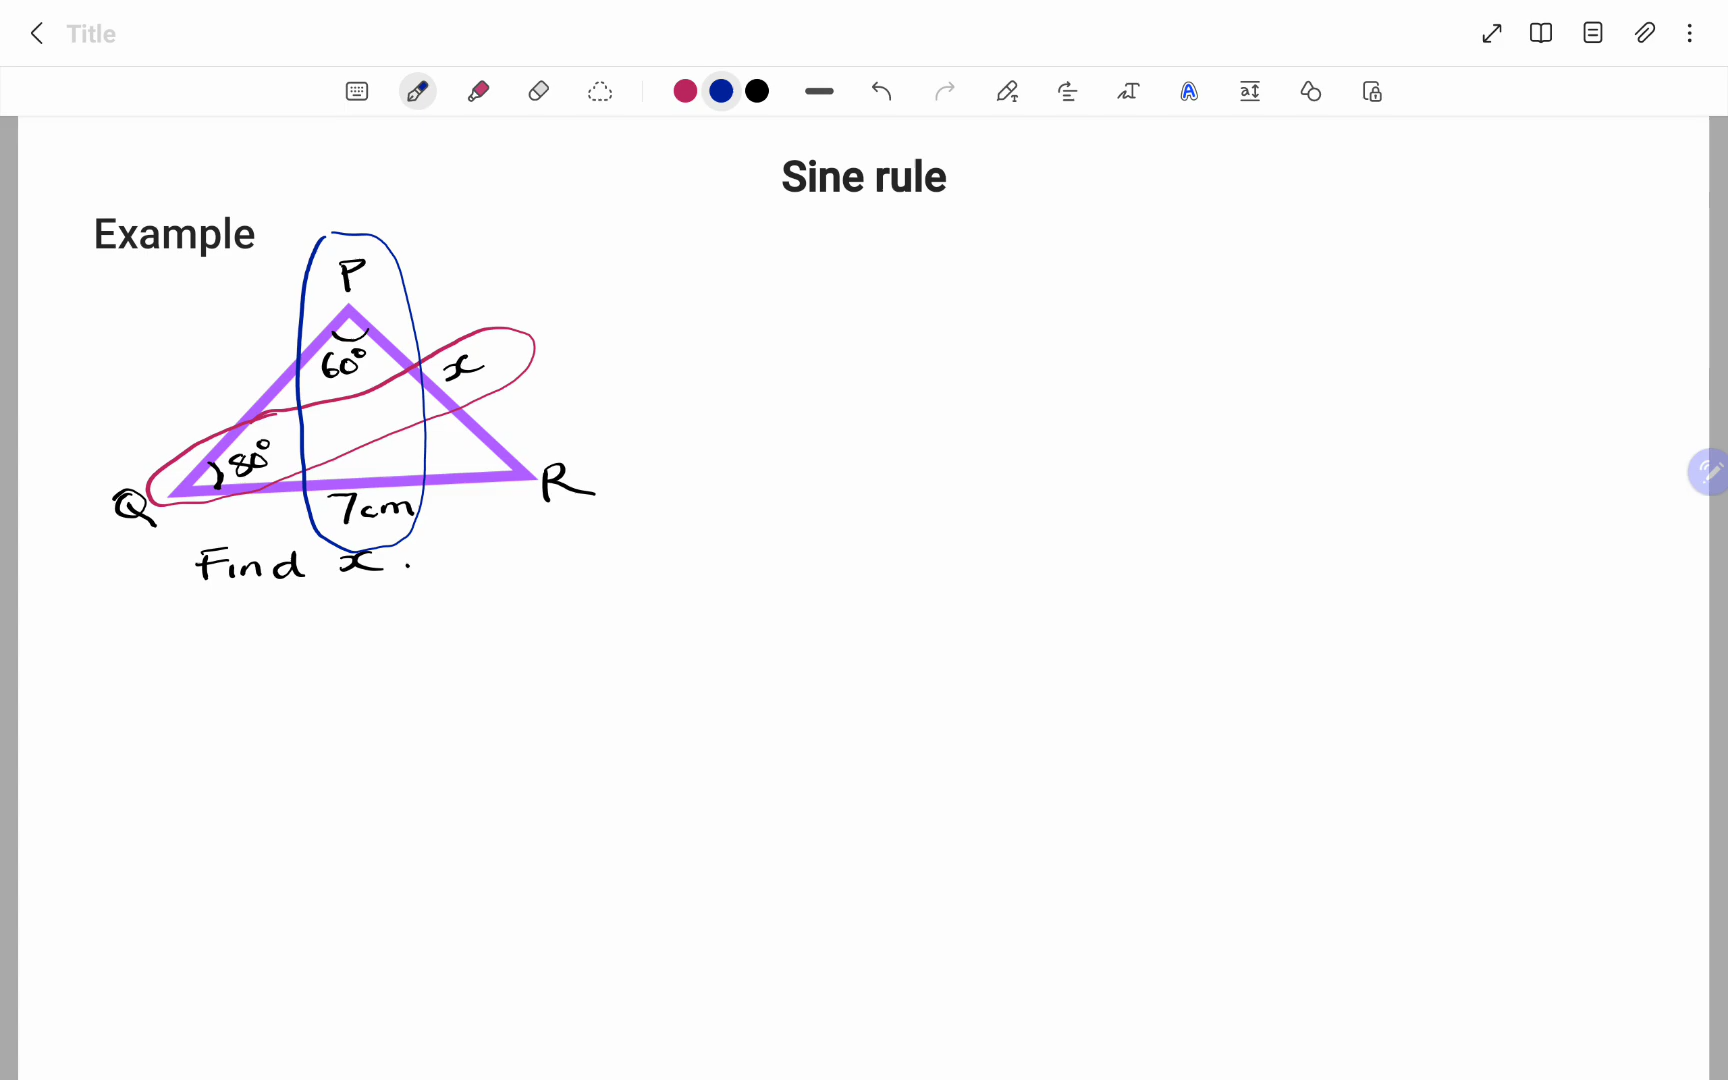 Title
Sine rule
Example
P
60°
x
80°
Q
7cm
R
Find x.